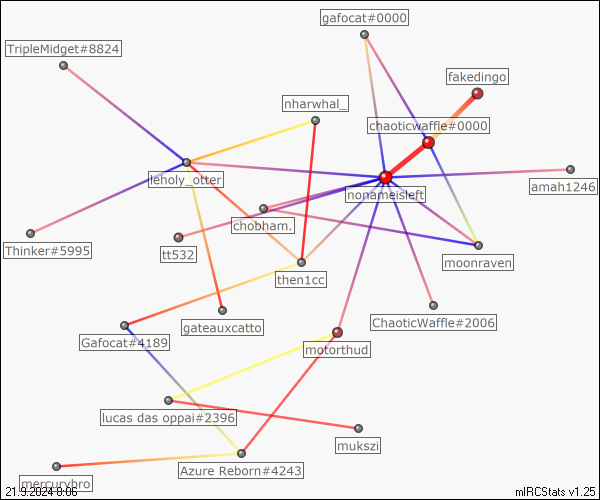 gafocat#0000
TripleMidget#8824
fakedingo
nharwhal_
chaoticwaffle#0000
leholy_otter
nonameisleft
amah1246
chobham.
Thinker#5995
tt532
moonraven
then1cc
ChaoticWaffle#2006
gateauxcatto
Gafocat#4189
motorthud
lucas das oppai#2396
mukszi
Azure Reborn#4243
mercurybro
21.9.2024 8:06
mIRCStats v1.25